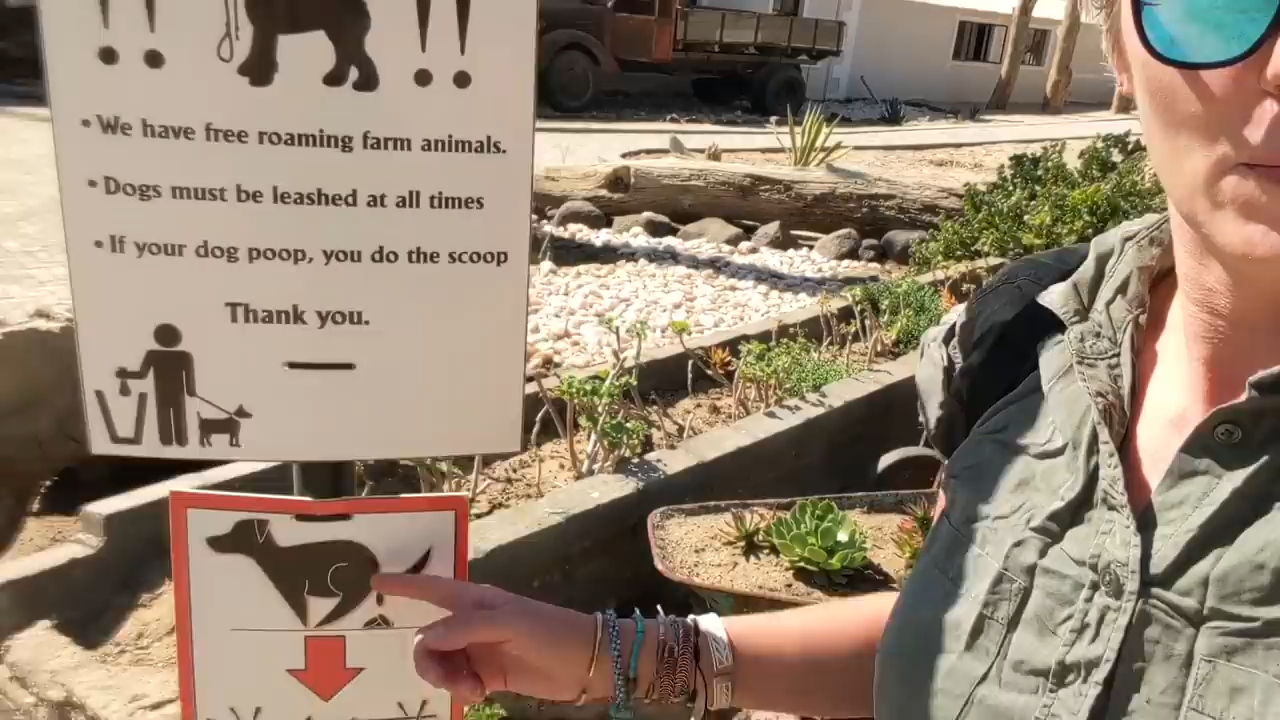 • We have free roaming farm animals.
• Dogs must be leashed at all times
• If your dog poop, you do the scoop
Thank you.